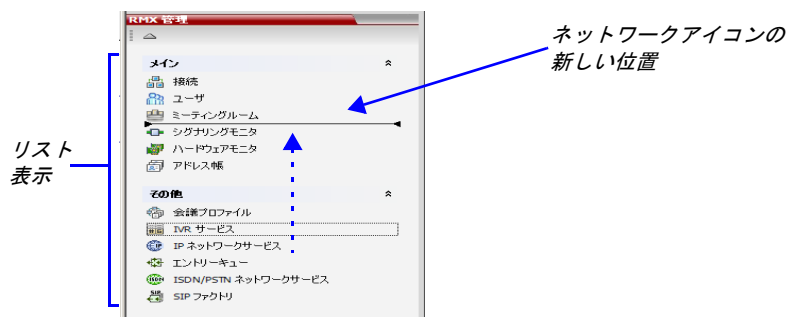 RMX 管理
ネットワークアイコンの
新しい位置
メイン
接続
ユーザ
ミーティングルーム
シグナリングモニタ
ハードウェアモニタ
アドレス帳
リスト
表示
その他
会議プロファイル
IVR サービス
IP ネットワークサービス
エントリーキュー
ISDN/PSTN ネットワークサービス
SIP ファクトリ